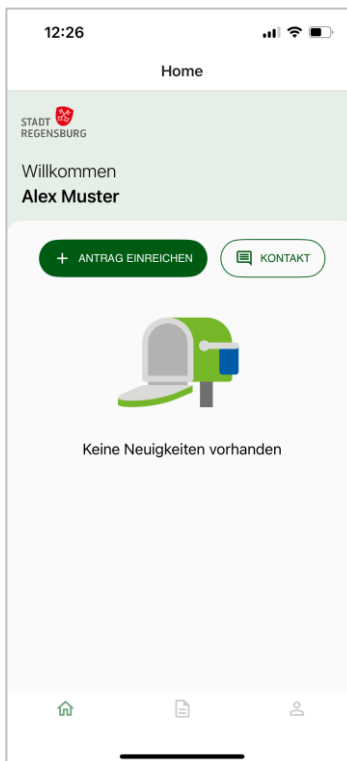 12:26
Home
STADT
REGENSBURG
Willkommen
Alex Muster
+ ANTRAG EINREICHEN
KONTAKT
Keine Neuigkeiten vorhanden